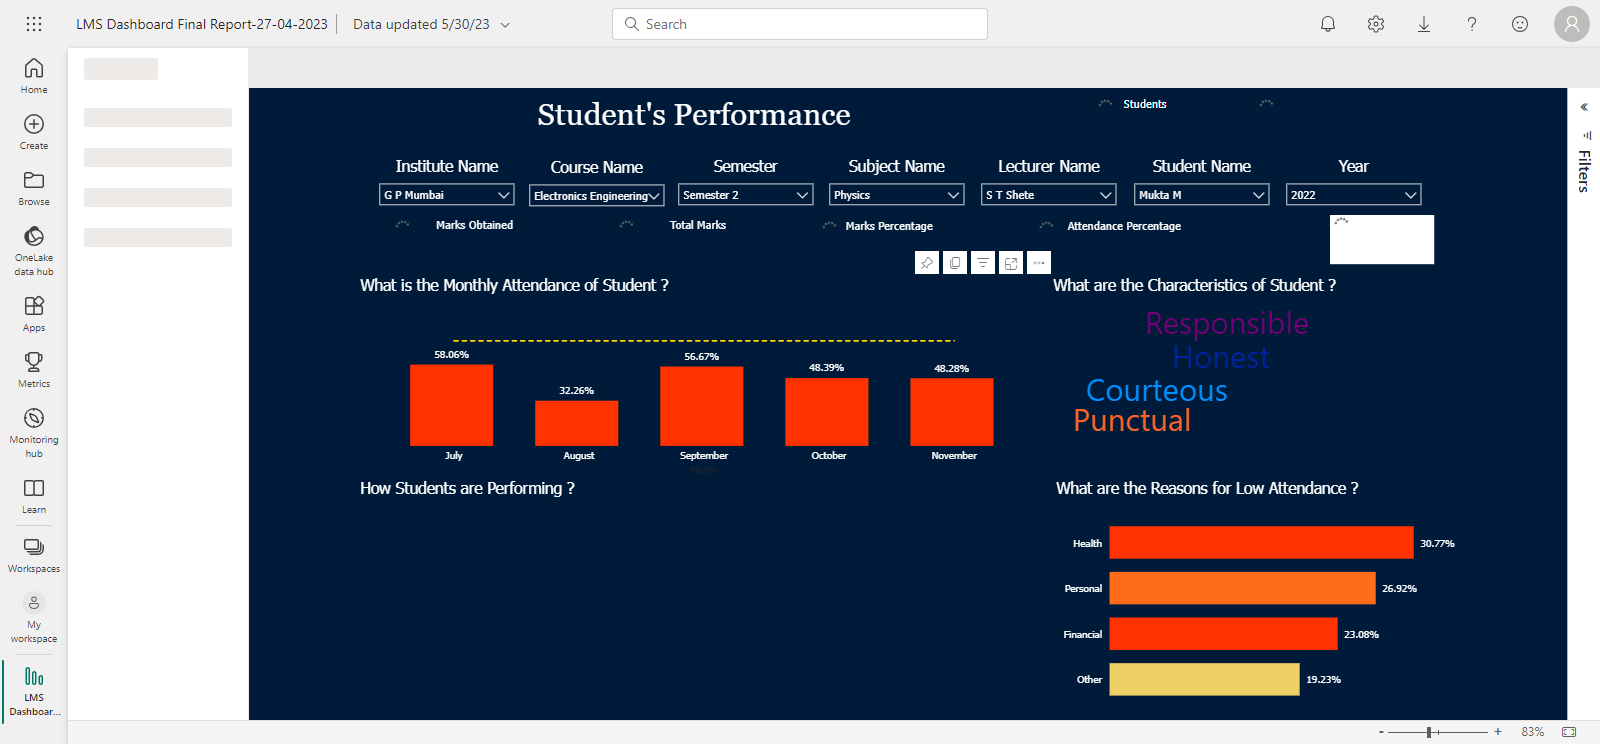 LMS Dashboard Final Report-27-04-2023
Data updated 5/30/23
Search
Home
Create
Browse
OneLake
data hub
Apps
Metrics
Monitoring
hub
Learn
Workspaces
My
workspace
LMS
Dashboar...
Student's Performance
Students
Institute Name
Course Name
Semester
Subject Name
Lecturer Name
Student Name
Year
G P Mumbai
Electronics Engineering
Semester 2
Physics
S T Shete
Mukta M
2022
Marks Obtained
Total Marks
Marks Percentage
Attendance Percentage
What is the Monthly Attendance of Student ?
58.06%
32.26%
56.67%
48.39%
48.28%
July
August
September
October
November
Month
What are the Characteristics of Student ?
Responsible
Honest
Courteous
Punctual
How Students are Performing ?
What are the Reasons for Low Attendance ?
Health
30.77%
Personal
26.92%
Financial
23.08%
Other
19.23%
Filters
- + 83%